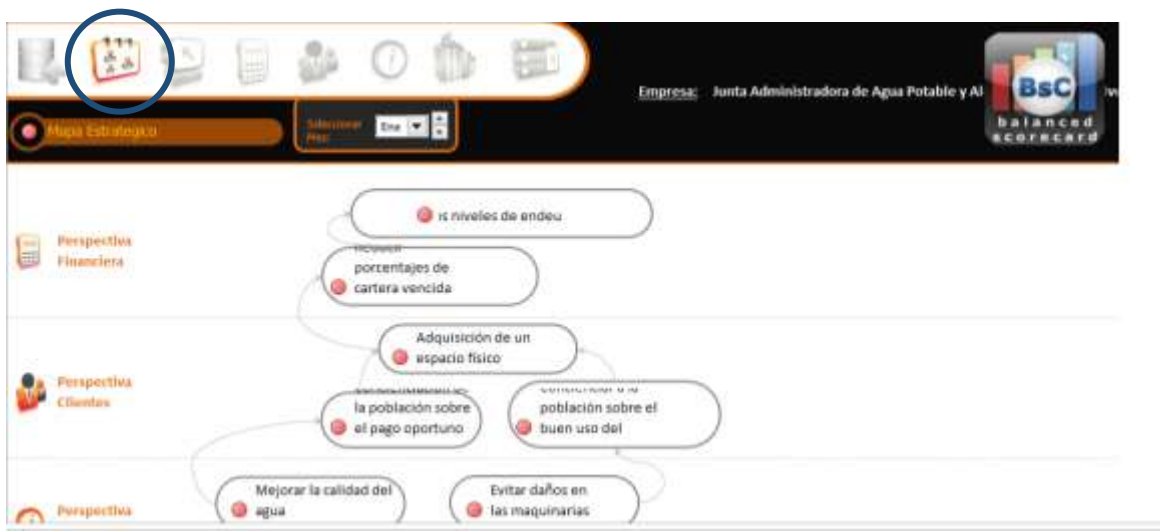 Empresa: Junta Administradora de Agua Potable y Al
BsC
balanced
scorecard
Mapa Estrategico
Seleccionar
Mes:
Ene
is niveles de endeu
Perspectiva
Financiera
porcentajes de
cartera vencida
Adquisición de un
espacio físico
Perspectiva
Clientes
la población sobre
el pago oportuno
población sobre el
buen uso del
Mejorar la calidad del
agua
Evitar daños en
las maquinarias
Perspectiva